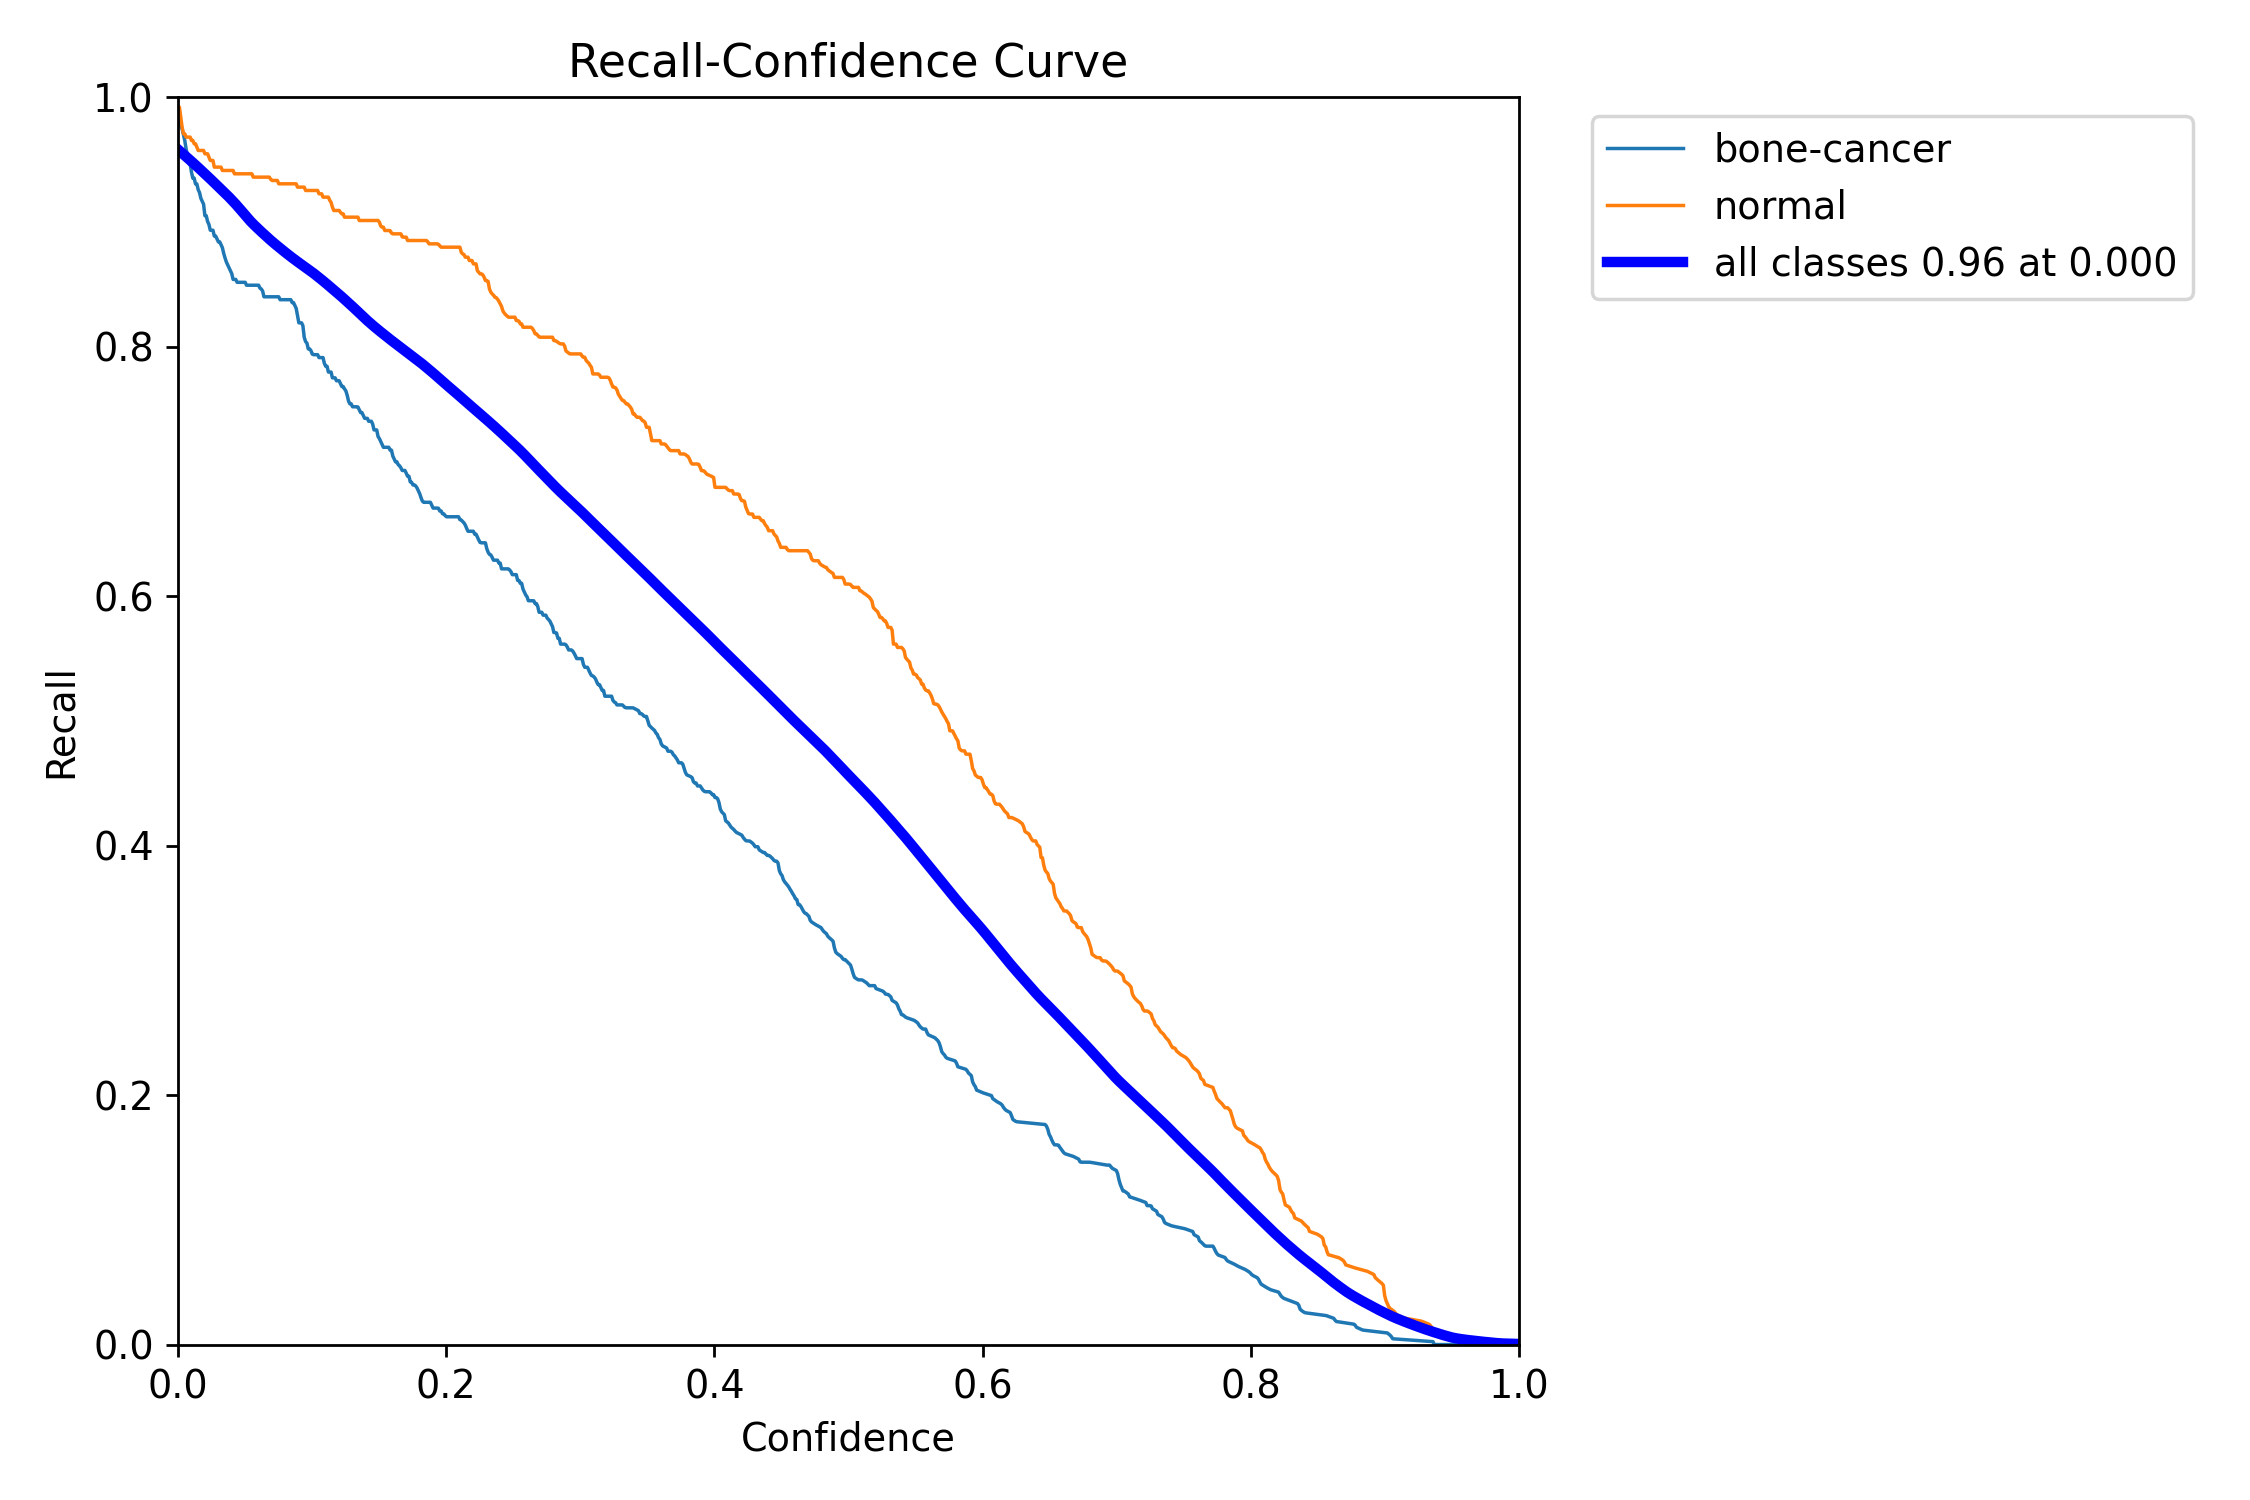 Recall-Confidence Curve
1.0
0.8
0.6
0.4
0.2
0.0
Recall
0.0 0.2 0.4 0.6 0.8 1.0
Confidence
bone-cancer
normal
all classes 0.96 at 0.000